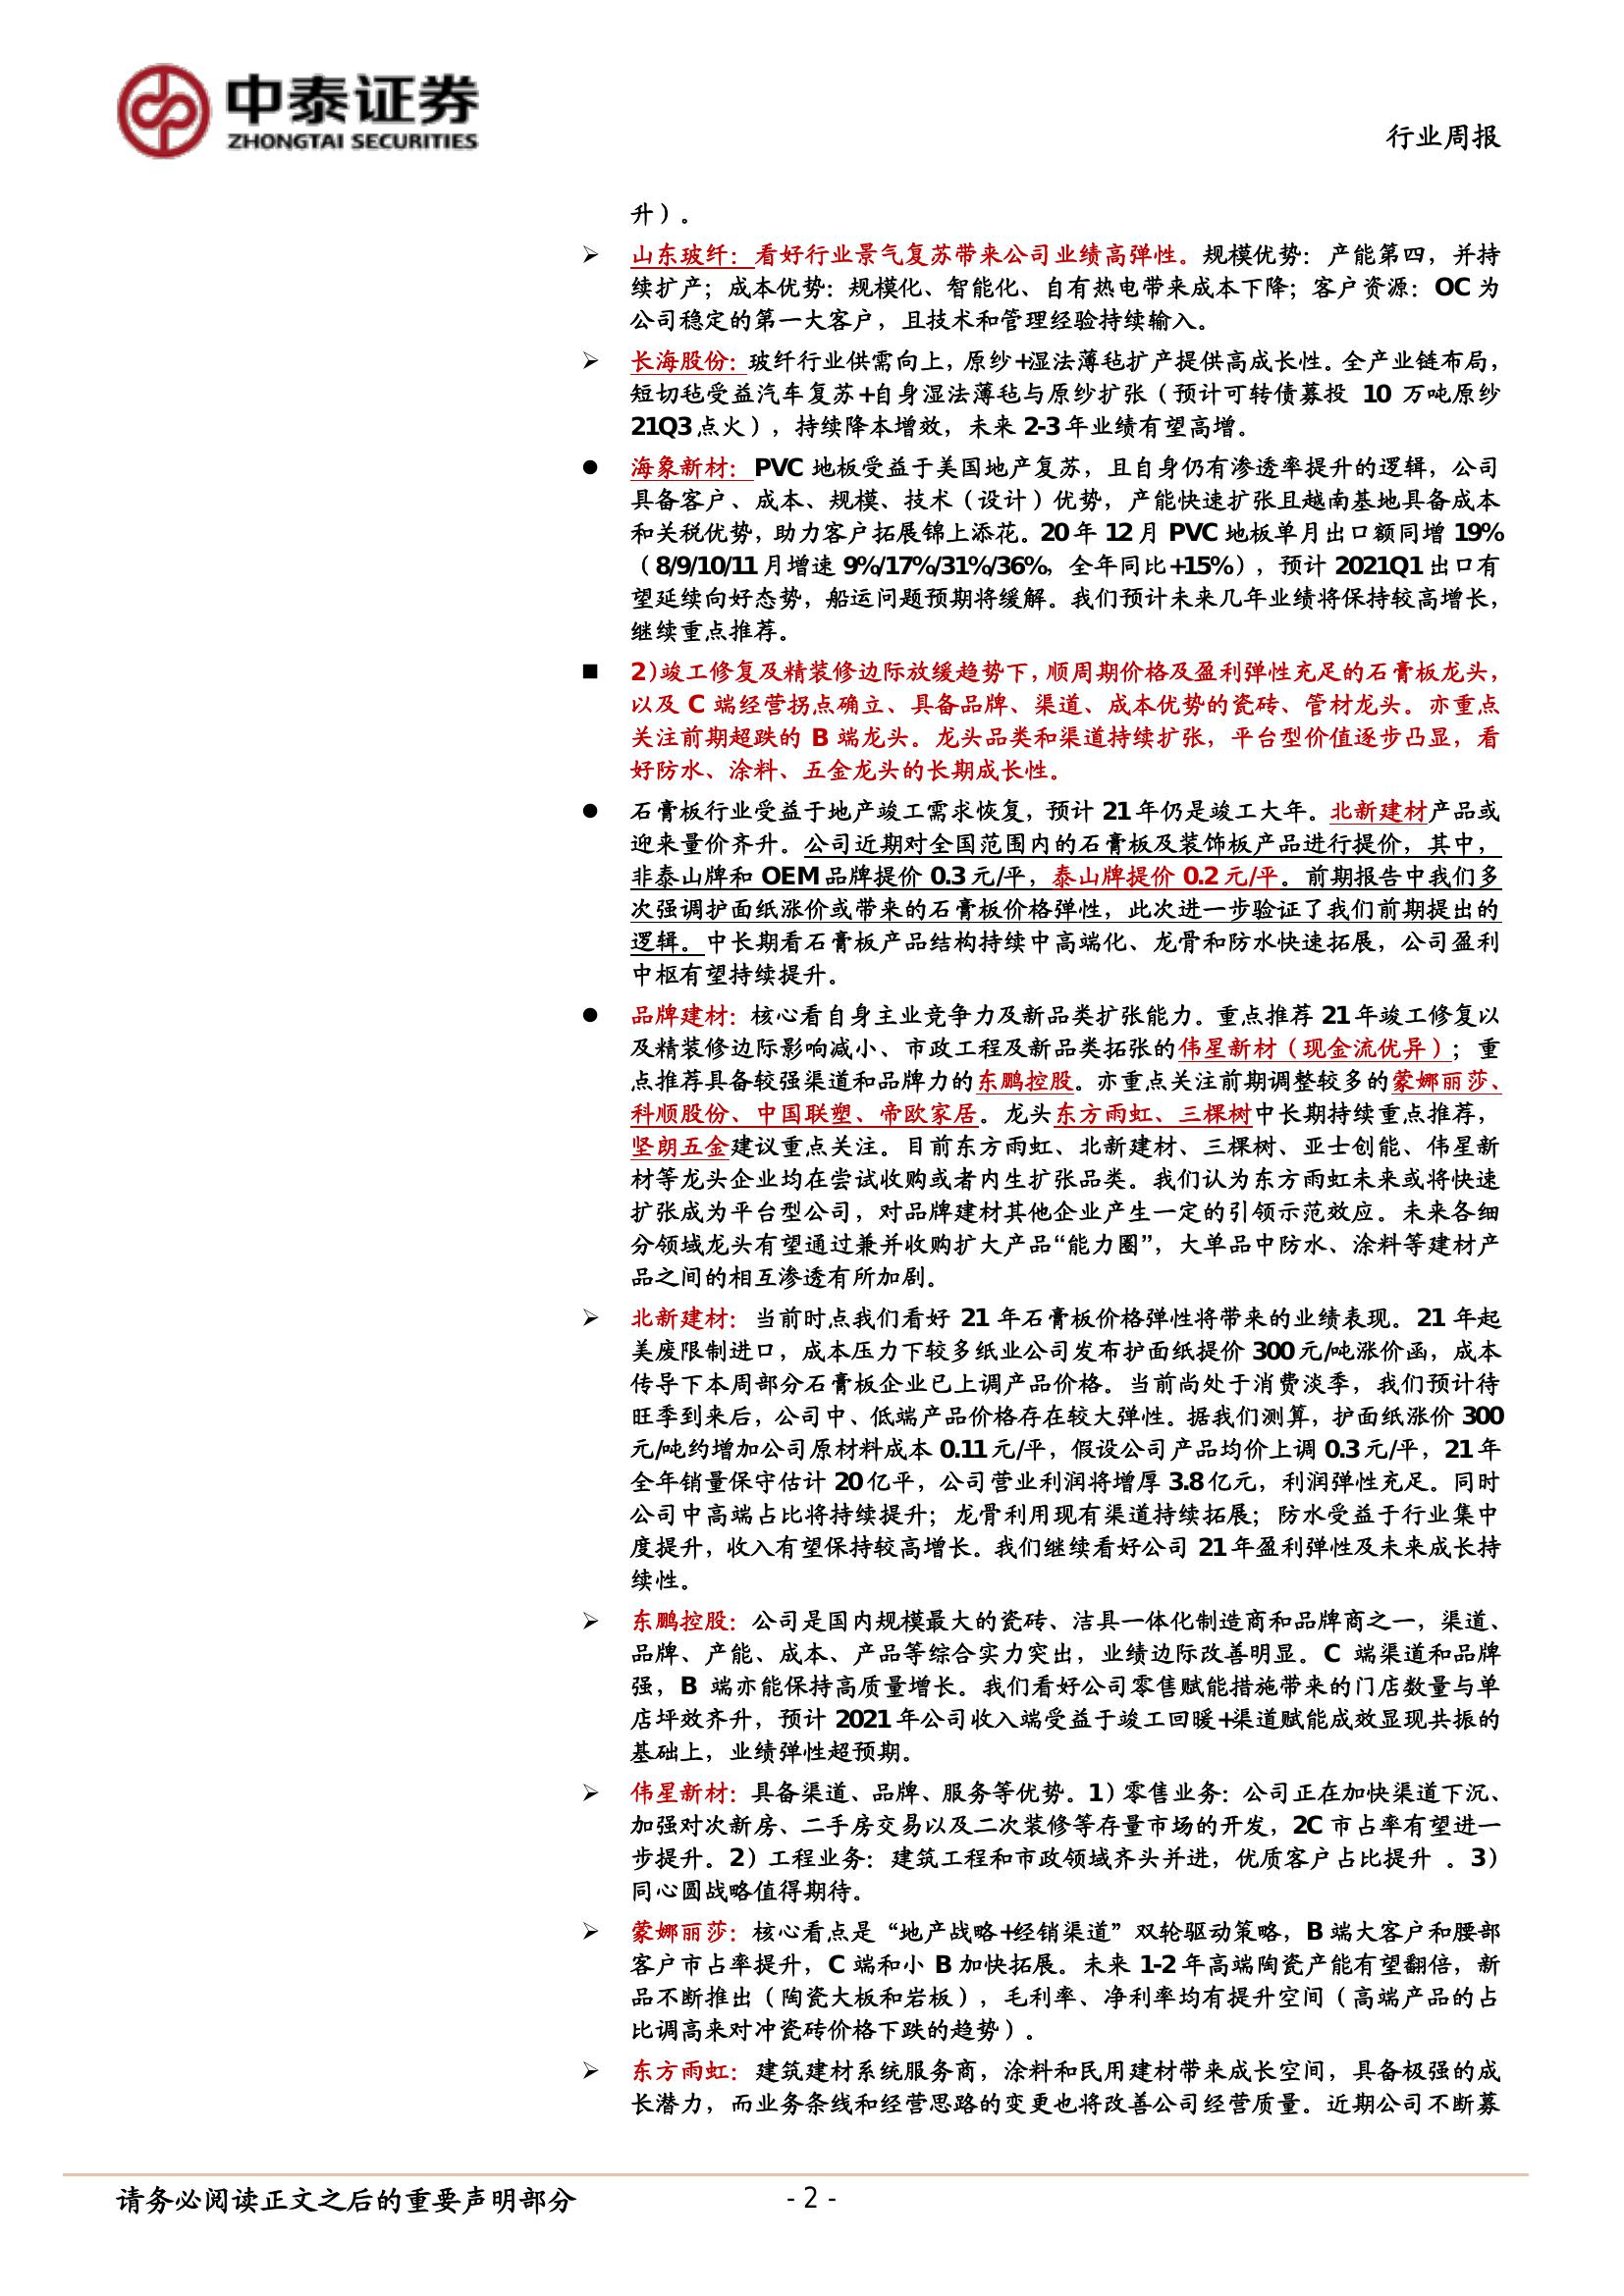 中泰证券
ZHONGTAI SECURITIES
行业周报
升）。
➢ 山东玻纤：看好行业景气复苏带来公司业绩高弹性。规模优势：产能第四，并持
续扩产；成本优势：规模化、智能化、自有热电带来成本下降；客户资源：OC 为
公司稳定的第一大客户，且技术和管理经验持续输入。
➢ 长海股份：玻纤行业供需向上，原纱+湿法薄毡扩产提供高成长性。全产业链布局，
短切毡受益汽车复苏+自身湿法薄毡与原纱扩张（预计可转债募投 10 万吨原纱
21Q3 点火），持续降本增效，未来 2-3 年业绩有望高增。
● 海象新材：PVC 地板受益于美国地产复苏，且自身仍有渗透率提升的逻辑，公司
具备客户、成本、规模、技术（设计）优势，产能快速扩张且越南基地具备成本
和关税优势，助力客户拓展锦上添花。20 年 12 月 PVC 地板单月出口额同增 19%
（8/9/10/11 月增速 9%/17%/31%/36%，全年同比+15%），预计 2021Q1 出口有
望延续向好态势，船运问题预期将缓解。我们预计未来几年业绩将保持较高增长，
继续重点推荐。
■ 2）竣工修复及精装修边际放缓趋势下，顺周期价格及盈利弹性充足的石膏板龙头，
以及 C 端经营拐点确立、具备品牌、渠道、成本优势的瓷砖、管材龙头。亦重点
关注前期超跌的 B 端龙头。龙头品类和渠道持续扩张，平台型价值逐步凸显，看
好防水、涂料、五金龙头的长期成长性。
● 石膏板行业受益于地产竣工需求恢复，预计 21 年仍是竣工大年。北新建材产品或
迎来量价齐升。公司近期对全国范围内的石膏板及装饰板产品进行提价，其中，
非泰山牌和 OEM 品牌提价 0.3 元/平，泰山牌提价 0.2 元/平。前期报告中我们多
次强调护面纸涨价或带来的石膏板价格弹性，此次进一步验证了我们前期提出的
逻辑。中长期看石膏板产品结构持续中高端化、龙骨和防水快速拓展，公司盈利
中枢有望持续提升。
● 品牌建材：核心看自身主业竞争力及新品类扩张能力。重点推荐 21 年竣工修复以
及精装修边际影响减小、市政工程及新品类拓张的伟星新材（现金流优异）；重
点推荐具备较强渠道和品牌力的东鹏控股。亦重点关注前期调整较多的蒙娜丽莎、
科顺股份、中国联塑、帝欧家居。龙头东方雨虹、三棵树中长期持续重点推荐，
坚朗五金建议重点关注。目前东方雨虹、北新建材、三棵树、亚士创能、伟星新
材等龙头企业均在尝试收购或者内生扩张品类。我们认为东方雨虹未来或将快速
扩张成为平台型公司，对品牌建材其他企业产生一定的引领示范效应。未来各细
分领域龙头有望通过兼并收购扩大产品“能力圈”，大单品中防水、涂料等建材产
品之间的相互渗透有所加剧。
➢ 北新建材：当前时点我们看好 21 年石膏板价格弹性将带来的业绩表现。21 年起
美废限制进口，成本压力下较多纸业公司发布护面纸提价 300 元/吨涨价函，成本
传导下本周部分石膏板企业已上调产品价格。当前尚处于消费淡季，我们预计待
旺季到来后，公司中、低端产品价格存在较大弹性。据我们测算，护面纸涨价 300
元/吨约增加公司原材料成本 0.11 元/平，假设公司产品均价上调 0.3 元/平，21 年
全年销量保守估计 20 亿平，公司营业利润将增厚 3.8 亿元，利润弹性充足。同时
公司中高端占比将持续提升；龙骨利用现有渠道持续拓展；防水受益于行业集中
度提升，收入有望保持较高增长。我们继续看好公司 21 年盈利弹性及未来成长持
续性。
➢ 东鹏控股：公司是国内规模最大的瓷砖、洁具一体化制造商和品牌商之一，渠道、
品牌、产能、成本、产品等综合实力突出，业绩边际改善明显。C 端渠道和品牌
强，B 端亦能保持高质量增长。我们看好公司零售赋能措施带来的门店数量与单
店坪效齐升，预计 2021 年公司收入端受益于竣工回暖+渠道赋能成效显现共振的
基础上，业绩弹性超预期。
➢ 伟星新材：具备渠道、品牌、服务等优势。1）零售业务：公司正在加快渠道下沉、
加强对次新房、二手房交易以及二次装修等存量市场的开发，2C 市占率有望进一
步提升。2）工程业务：建筑工程和市政领域齐头并进，优质客户占比提升 。3）
同心圆战略值得期待。
➢ 蒙娜丽莎：核心看点是“地产战略+经销渠道”双轮驱动策略，B 端大客户和腰部
客户市占率提升，C 端和小 B 加快拓展。未来 1-2 年高端陶瓷产能有望翻倍，新
品不断推出（陶瓷大板和岩板），毛利率、净利率均有提升空间（高端产品的占
比调高来对冲瓷砖价格下跌的趋势）。
➢ 东方雨虹：建筑建材系统服务商，涂料和民用建材带来成长空间，具备极强的成
长潜力，而业务条线和经营思路的变更也将改善公司经营质量。近期公司不断募
请务必阅读正文之后的重要声明部分
- 2 -